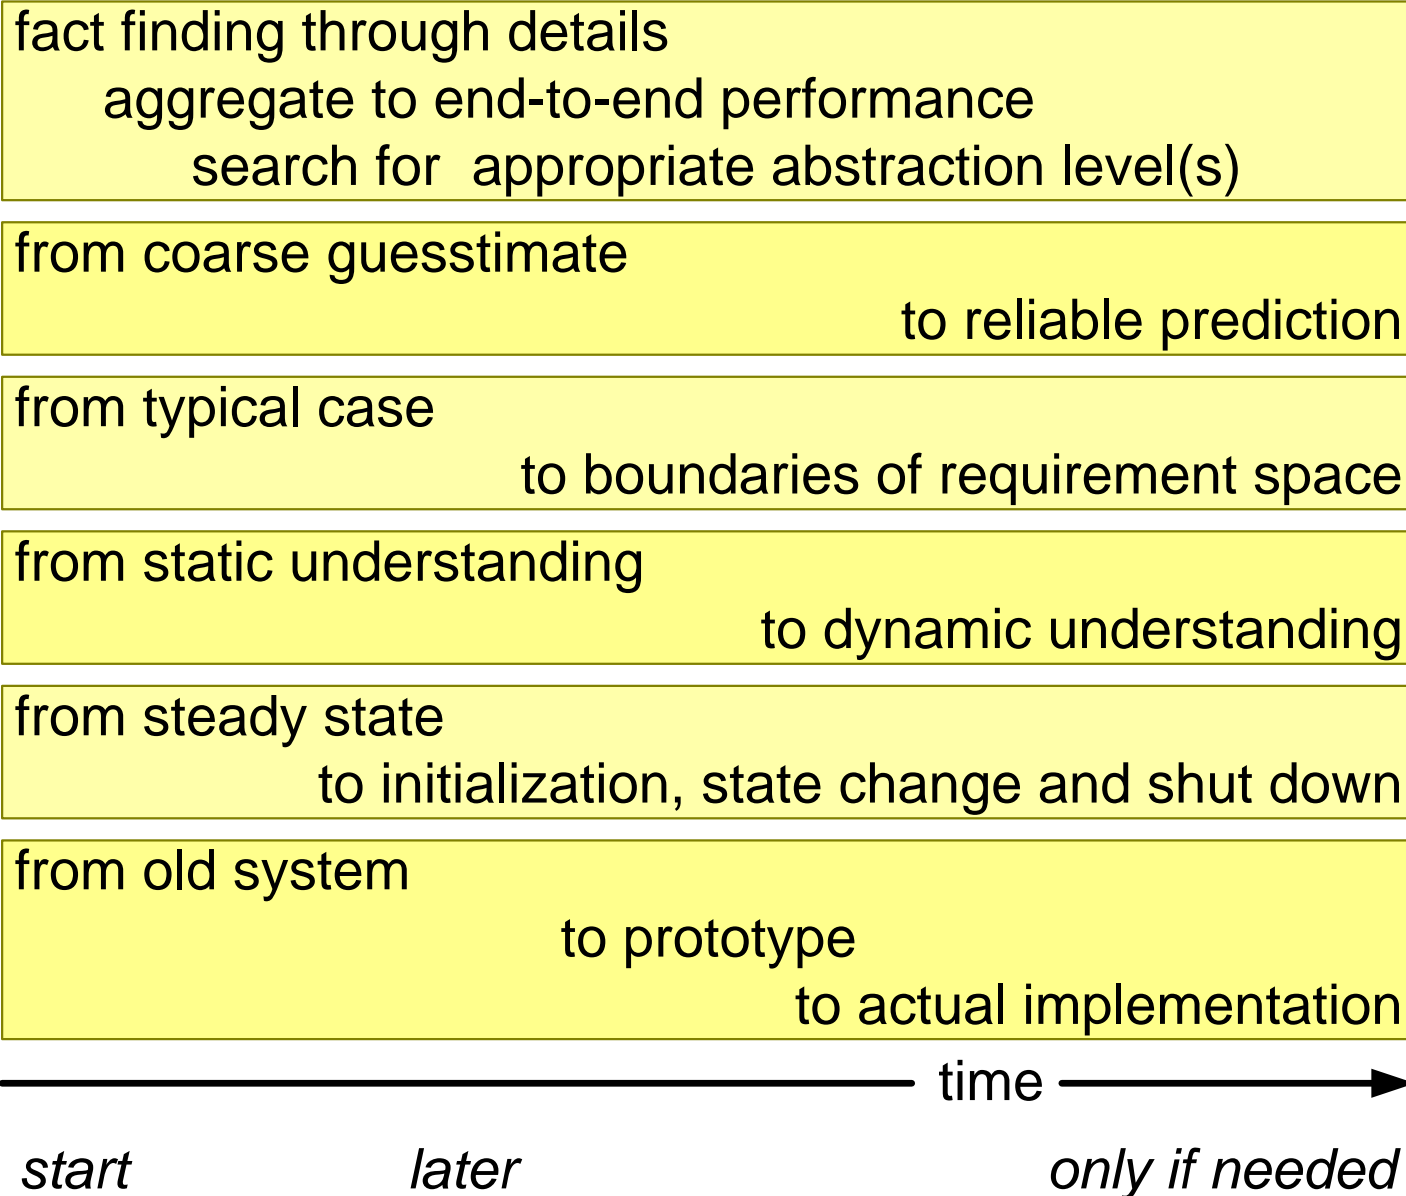 fact finding through details
aggregate to end-to-end performance
search for appropriate abstraction level(s)
from coarse guesstimate
to reliable prediction
from typical case
to boundaries of requirement space
from static understanding
to dynamic understanding
from steady state
to initialization, state change and shut down
from old system
to prototype
to actual implementation
time
start later only if needed